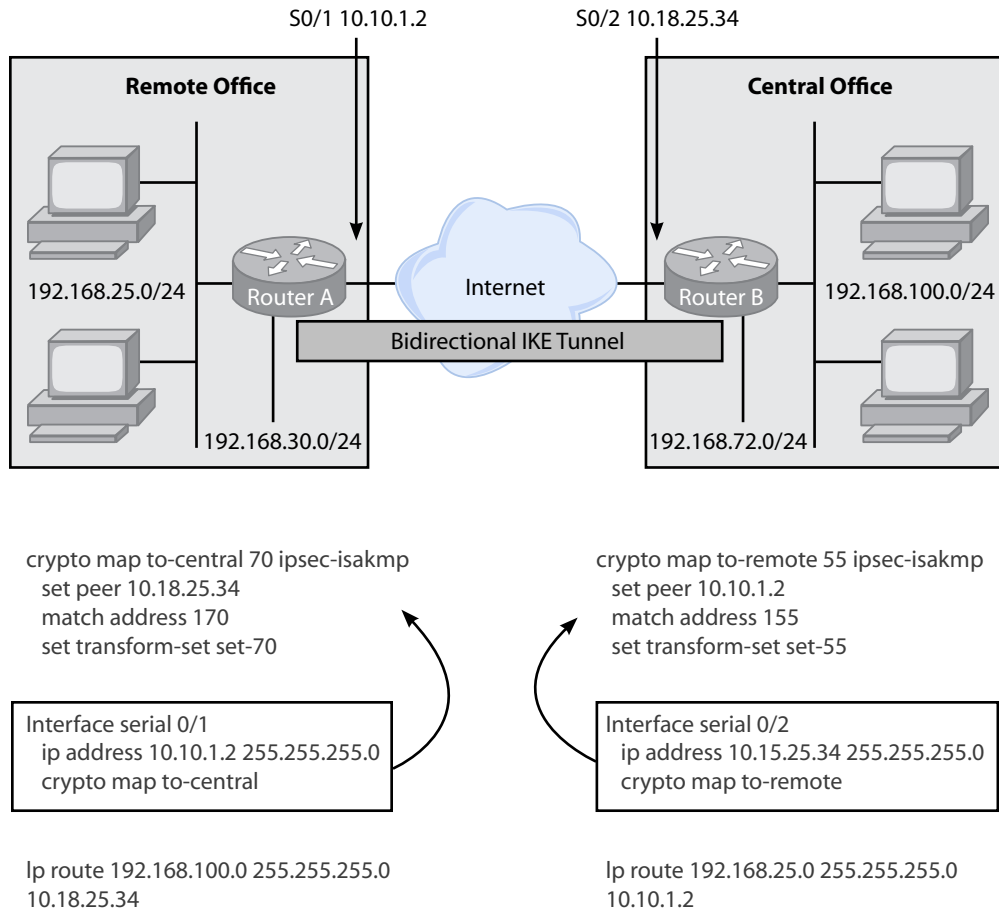 S0/1 10.10.1.2
S0/2 10.18.25.34
Remote Office
Central Office
192.168.25.0/24
Router A
Internet
Router B
192.168.100.0/24
Bidirectional IKE Tunnel
192.168.30.0/24
192.168.72.0/24
crypto map to-central 70 ipsec-isakmp
set peer 10.18.25.34
match address 170
set transform-set set-70
crypto map to-remote 55 ipsec-isakmp
set peer 10.10.1.2
match address 155
set transform-set set-55
Interface serial 0/1
ip address 10.10.1.2 255.255.255.0
crypto map to-central
Interface serial 0/2
ip address 10.15.25.34 255.255.255.0
crypto map to-remote
Ip route 192.168.100.0 255.255.255.0
10.18.25.34
Ip route 192.168.25.0 255.255.255.0
10.10.1.2